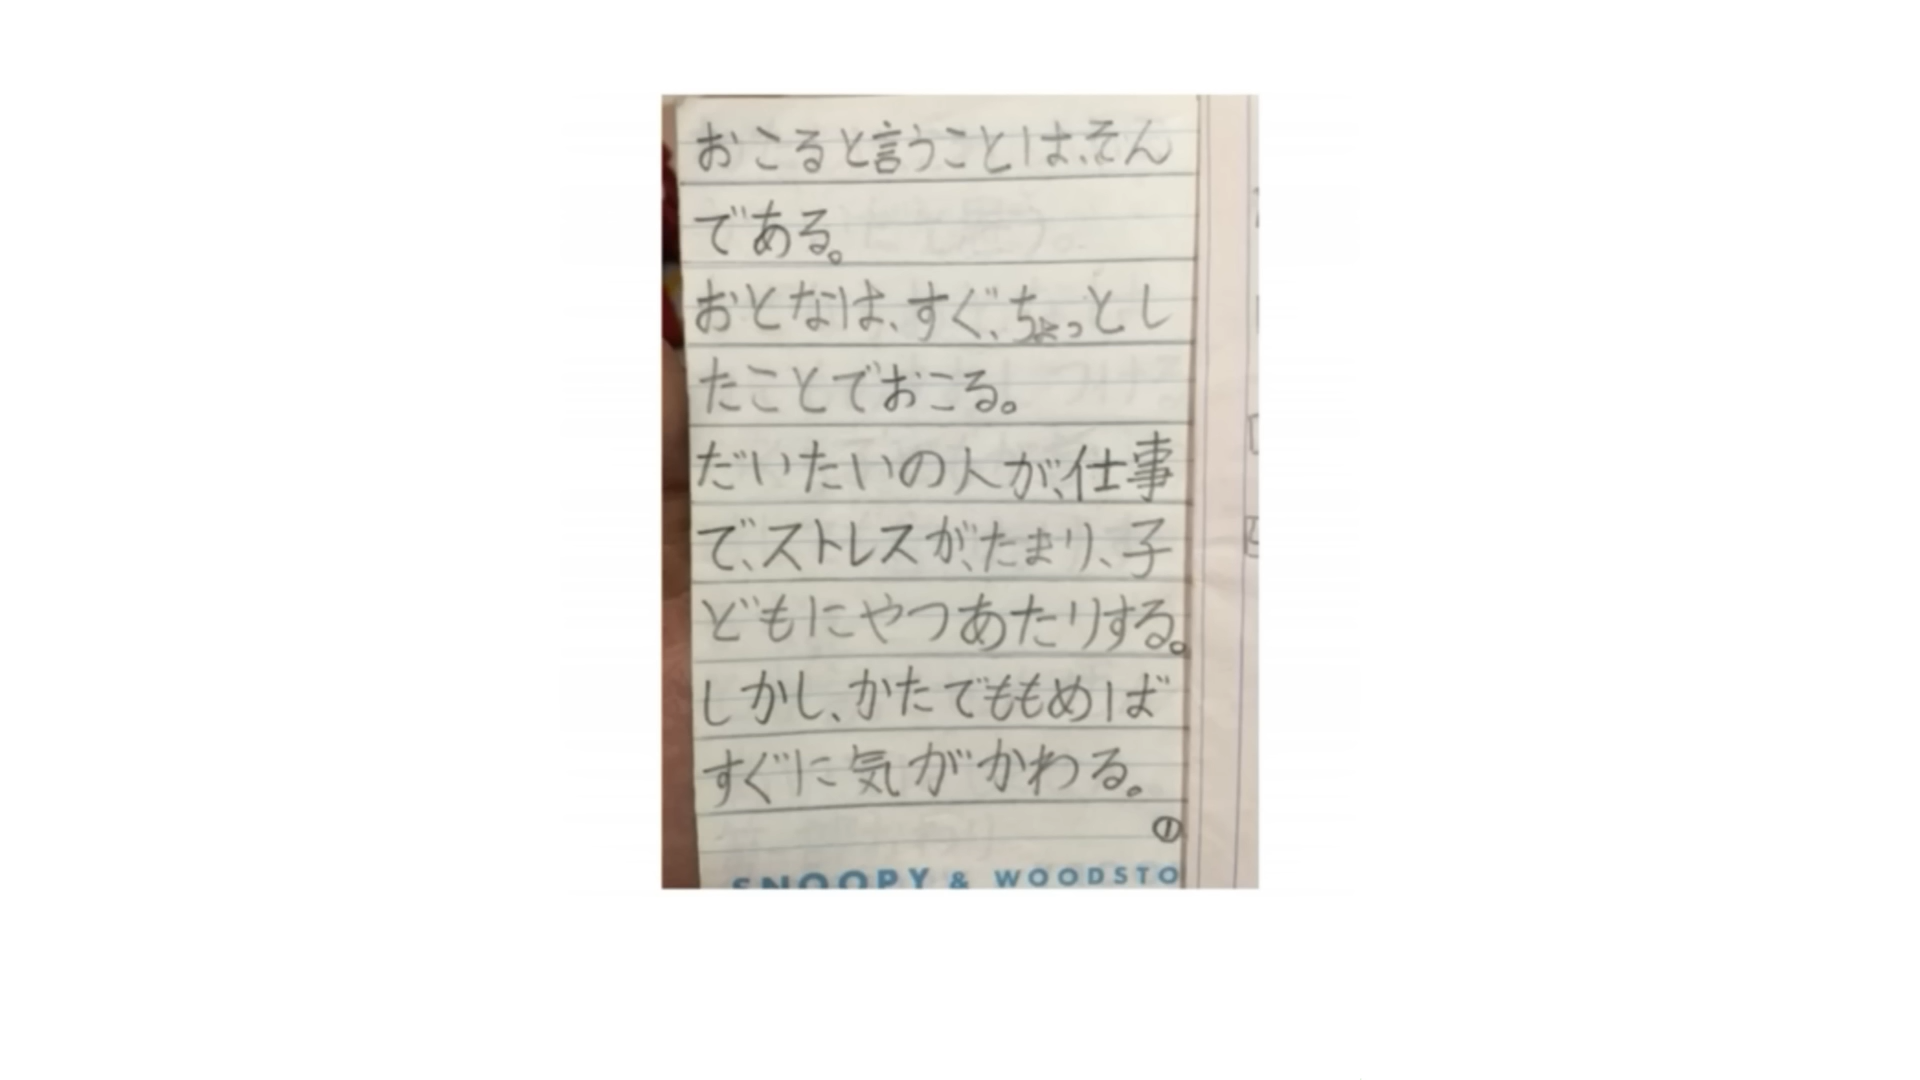 おこると言うことは、そん
である。
おとなは、すぐ、ちょっとし
たことでおこる。
だいたいの人が、仕事
で、ストレスが、たまり、子
どもにやつあたりする。
しかし、かたでももめば
すぐに気がかわる。
①
SNOOPY & WOODSTO